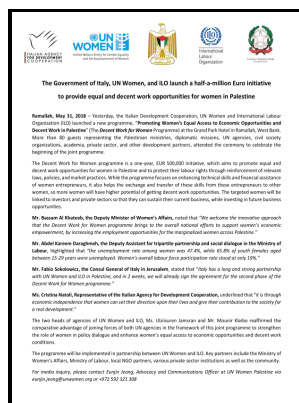 ITALIAN AGENCY
FOR DEVELOPMENT
COOPERATION
UN
WOMEN
United Nations Entity for Gender Equality
and the Empowerment of Women
International
Labour
Organization
The Government of Italy, UN Women, and ILO launch a half-a-million Euro initiative
to provide equal and decent work opportunities for women in Palestine
Ramallah, May 31, 2018 – Yesterday, the Italian Development Cooperation, UN Women and International Labour
Organization (ILO) launched a new programme, "Promoting Women's Equal Access to Economic Opportunities and
Decent Work in Palestine" (The Decent Work for Women Programme) at the Grand Park Hotel in Ramallah, West Bank.
More than 80 guests representing the Palestinian ministries, diplomatic missions, UN agencies, civil society
organizations, academia, private sector, and other development partners, attended the ceremony to celebrate the
beginning of the joint programme.
The Decent Work for Women programme is a one-year, EUR 500,000 initiative, which aims to promote equal and
decent work opportunities for women in Palestine and to protect their labour rights through reinforcement of relevant
laws, policies, and market practices. While the programme focuses on enhancing technical skills and financial assistance
of women entrepreneurs, it also helps the exchange and transfer of those skills from these entrepreneurs to other
women, so more women will have higher potential of getting decent work opportunities. The targeted women will be
linked to investors and private sectors so that they can sustain their current business, while investing in future business
opportunities.
Mr. Bassam Al Khateeb, the Deputy Minister of Women's Affairs, noted that "We welcome the innovative approach
that the Decent Work for Women programme brings to the overall national efforts to support women's economic
empowerment, by increasing the employment opportunities for the marginalized women across Palestine."
Mr. Abdel Kareem Daraghmeh, the Deputy Assistant for tripartite partnership and social dialogue in the Ministry of
Labour, highlighted that "the unemployment rate among women was 47.4%, while 65.8% of youth females aged
between 15-29 years were unemployed. Women's overall labour force participation rate stood at only 19%."
Mr. Fabio Sokolowicz, the Consul General of Italy in Jerusalem, stated that "Italy has a long and strong partnership
with UN Women and ILO in Palestine, and in 2 weeks, we will already sign the agreement for the second phase of the
Decent Work for Women programme."
Ms. Cristina Natoli, Representative of the Italian Agency for Development Cooperation, underlined that "it is through
economic independence that women can set their direction upon their lives and give their contribution to the society for
a real development."
The two heads of agencies of UN Women and ILO, Ms. Ulziisuren Jamsran and Mr. Mounir Kleibo reaffirmed the
comparative advantage of joining forces of both UN agencies in the framework of this joint programme to strengthen
the role of women in policy dialogue and enhance women's equal access to economic opportunities and decent work
conditions.
The programme will be implemented in partnership between UN Women and ILO. Key partners include the Ministry of
Women's Affairs, Ministry of Labour, local NGO partners, various private sector institutions as well as the community.
For media inquiry, please contact Eunjin Jeong, Advocacy and Communications Officer at UN Women Palestine via
eunjin.jeong@unwomen.org or +972 592 321 308